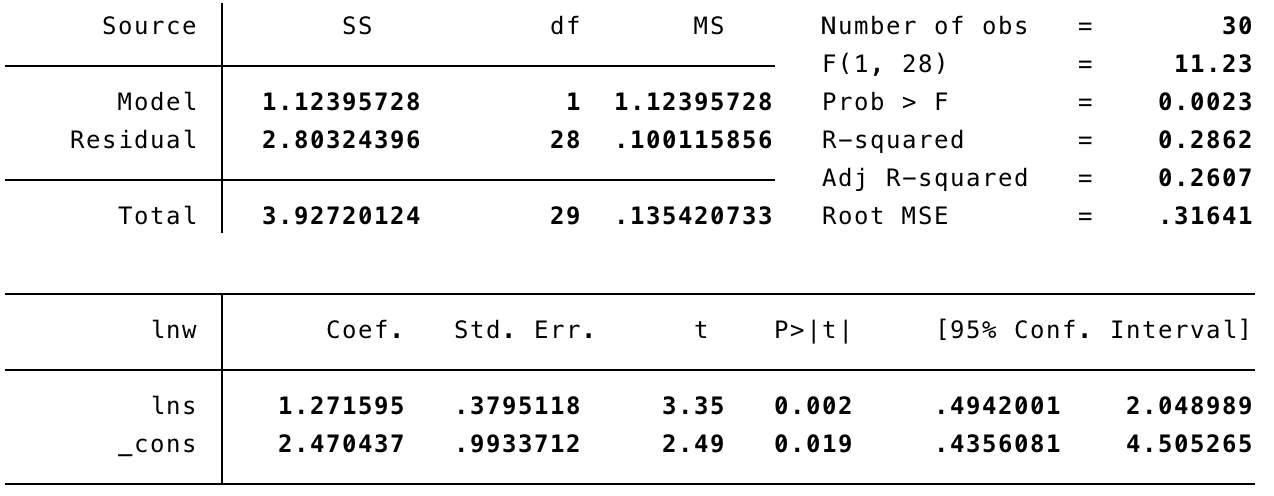 Source | SS df MS Number of obs = 30
F(1, 28) = 11.23
Model | 1.12395728 1 1.12395728 Prob > F = 0.0023
Residual | 2.80324396 28 .100115856 R-squared = 0.2862
Adj R-squared = 0.2607
Total | 3.92720124 29 .135420733 Root MSE = .31641
lnw | Coef. Std. Err. t P>|t| [95% Conf. Interval]
lns | 1.271595 .3795118 3.35 0.002 .4942001 2.048989
_cons | 2.470437 .9933712 2.49 0.019 .4356081 4.505265